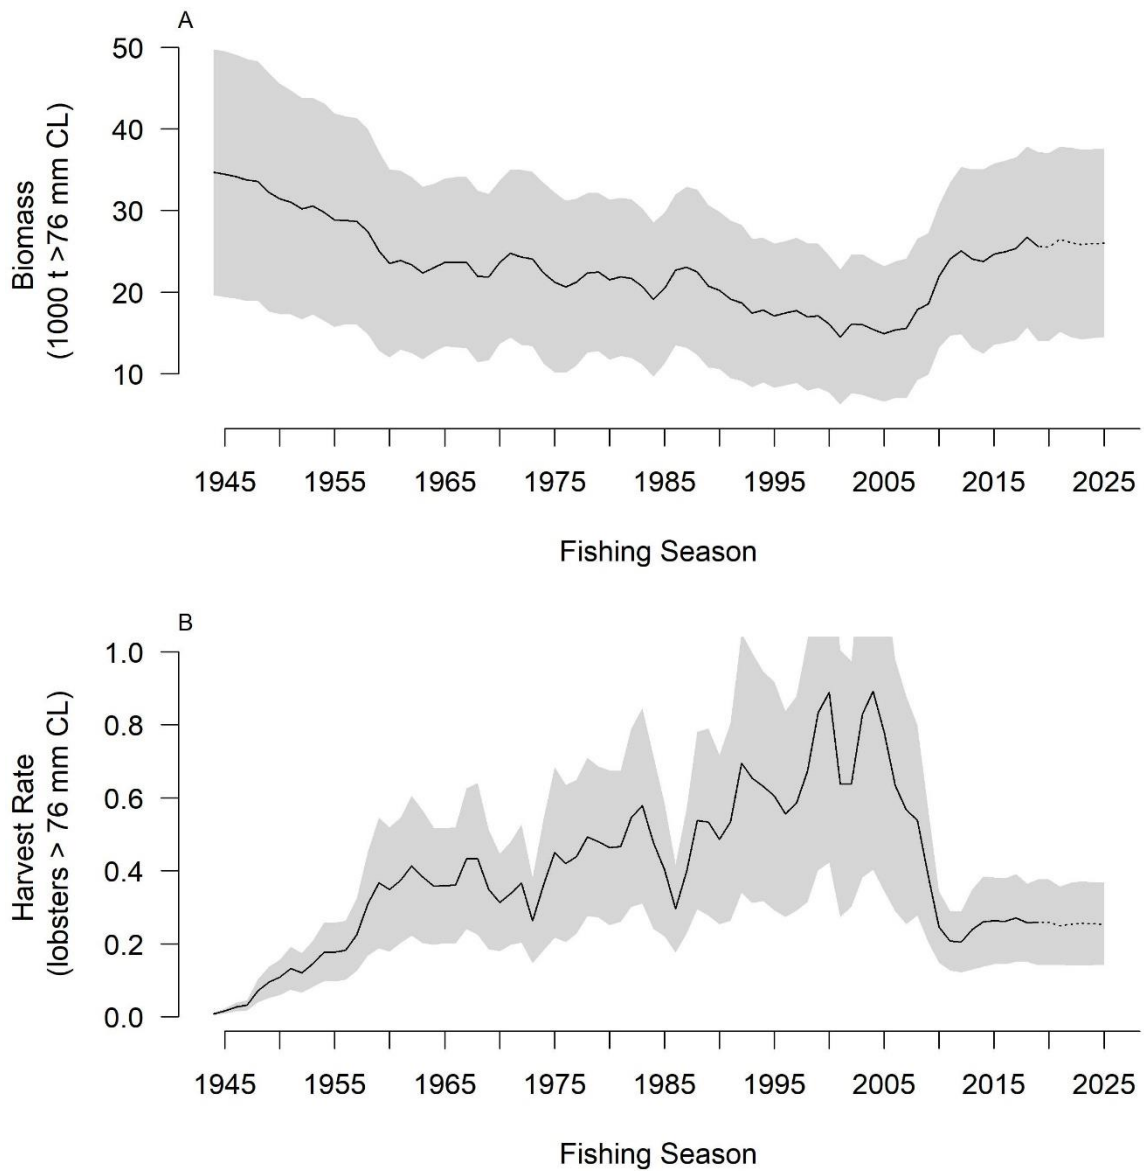 A
Biomass
(1000 t >76 mm CL)
50
40
30
20
10
1945 1955 1965 1975 1985 1995 2005 2015 2025
Fishing Season
B
Harvest Rate
(lobsters > 76 mm CL)
1.0
0.8
0.6
0.4
0.2
0.0
1945 1955 1965 1975 1985 1995 2005 2015 2025
Fishing Season